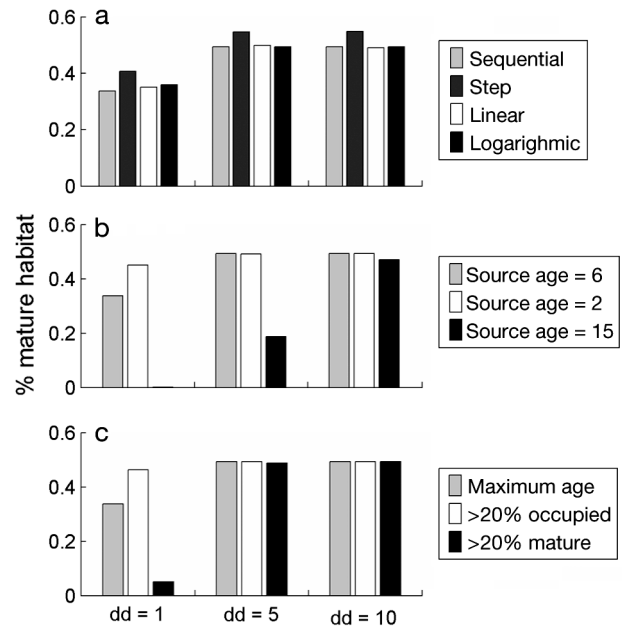 a
0.6
0.4
0.2
0
Sequential
Step
Linear
Logarighmic
% mature habitat
b
0.6
0.4
0.2
0
Source age = 6
Source age = 2
Source age = 15
c
0.6
0.4
0.2
0
Maximum age
>20% occupied
>20% mature
dd = 1 dd = 5 dd = 10